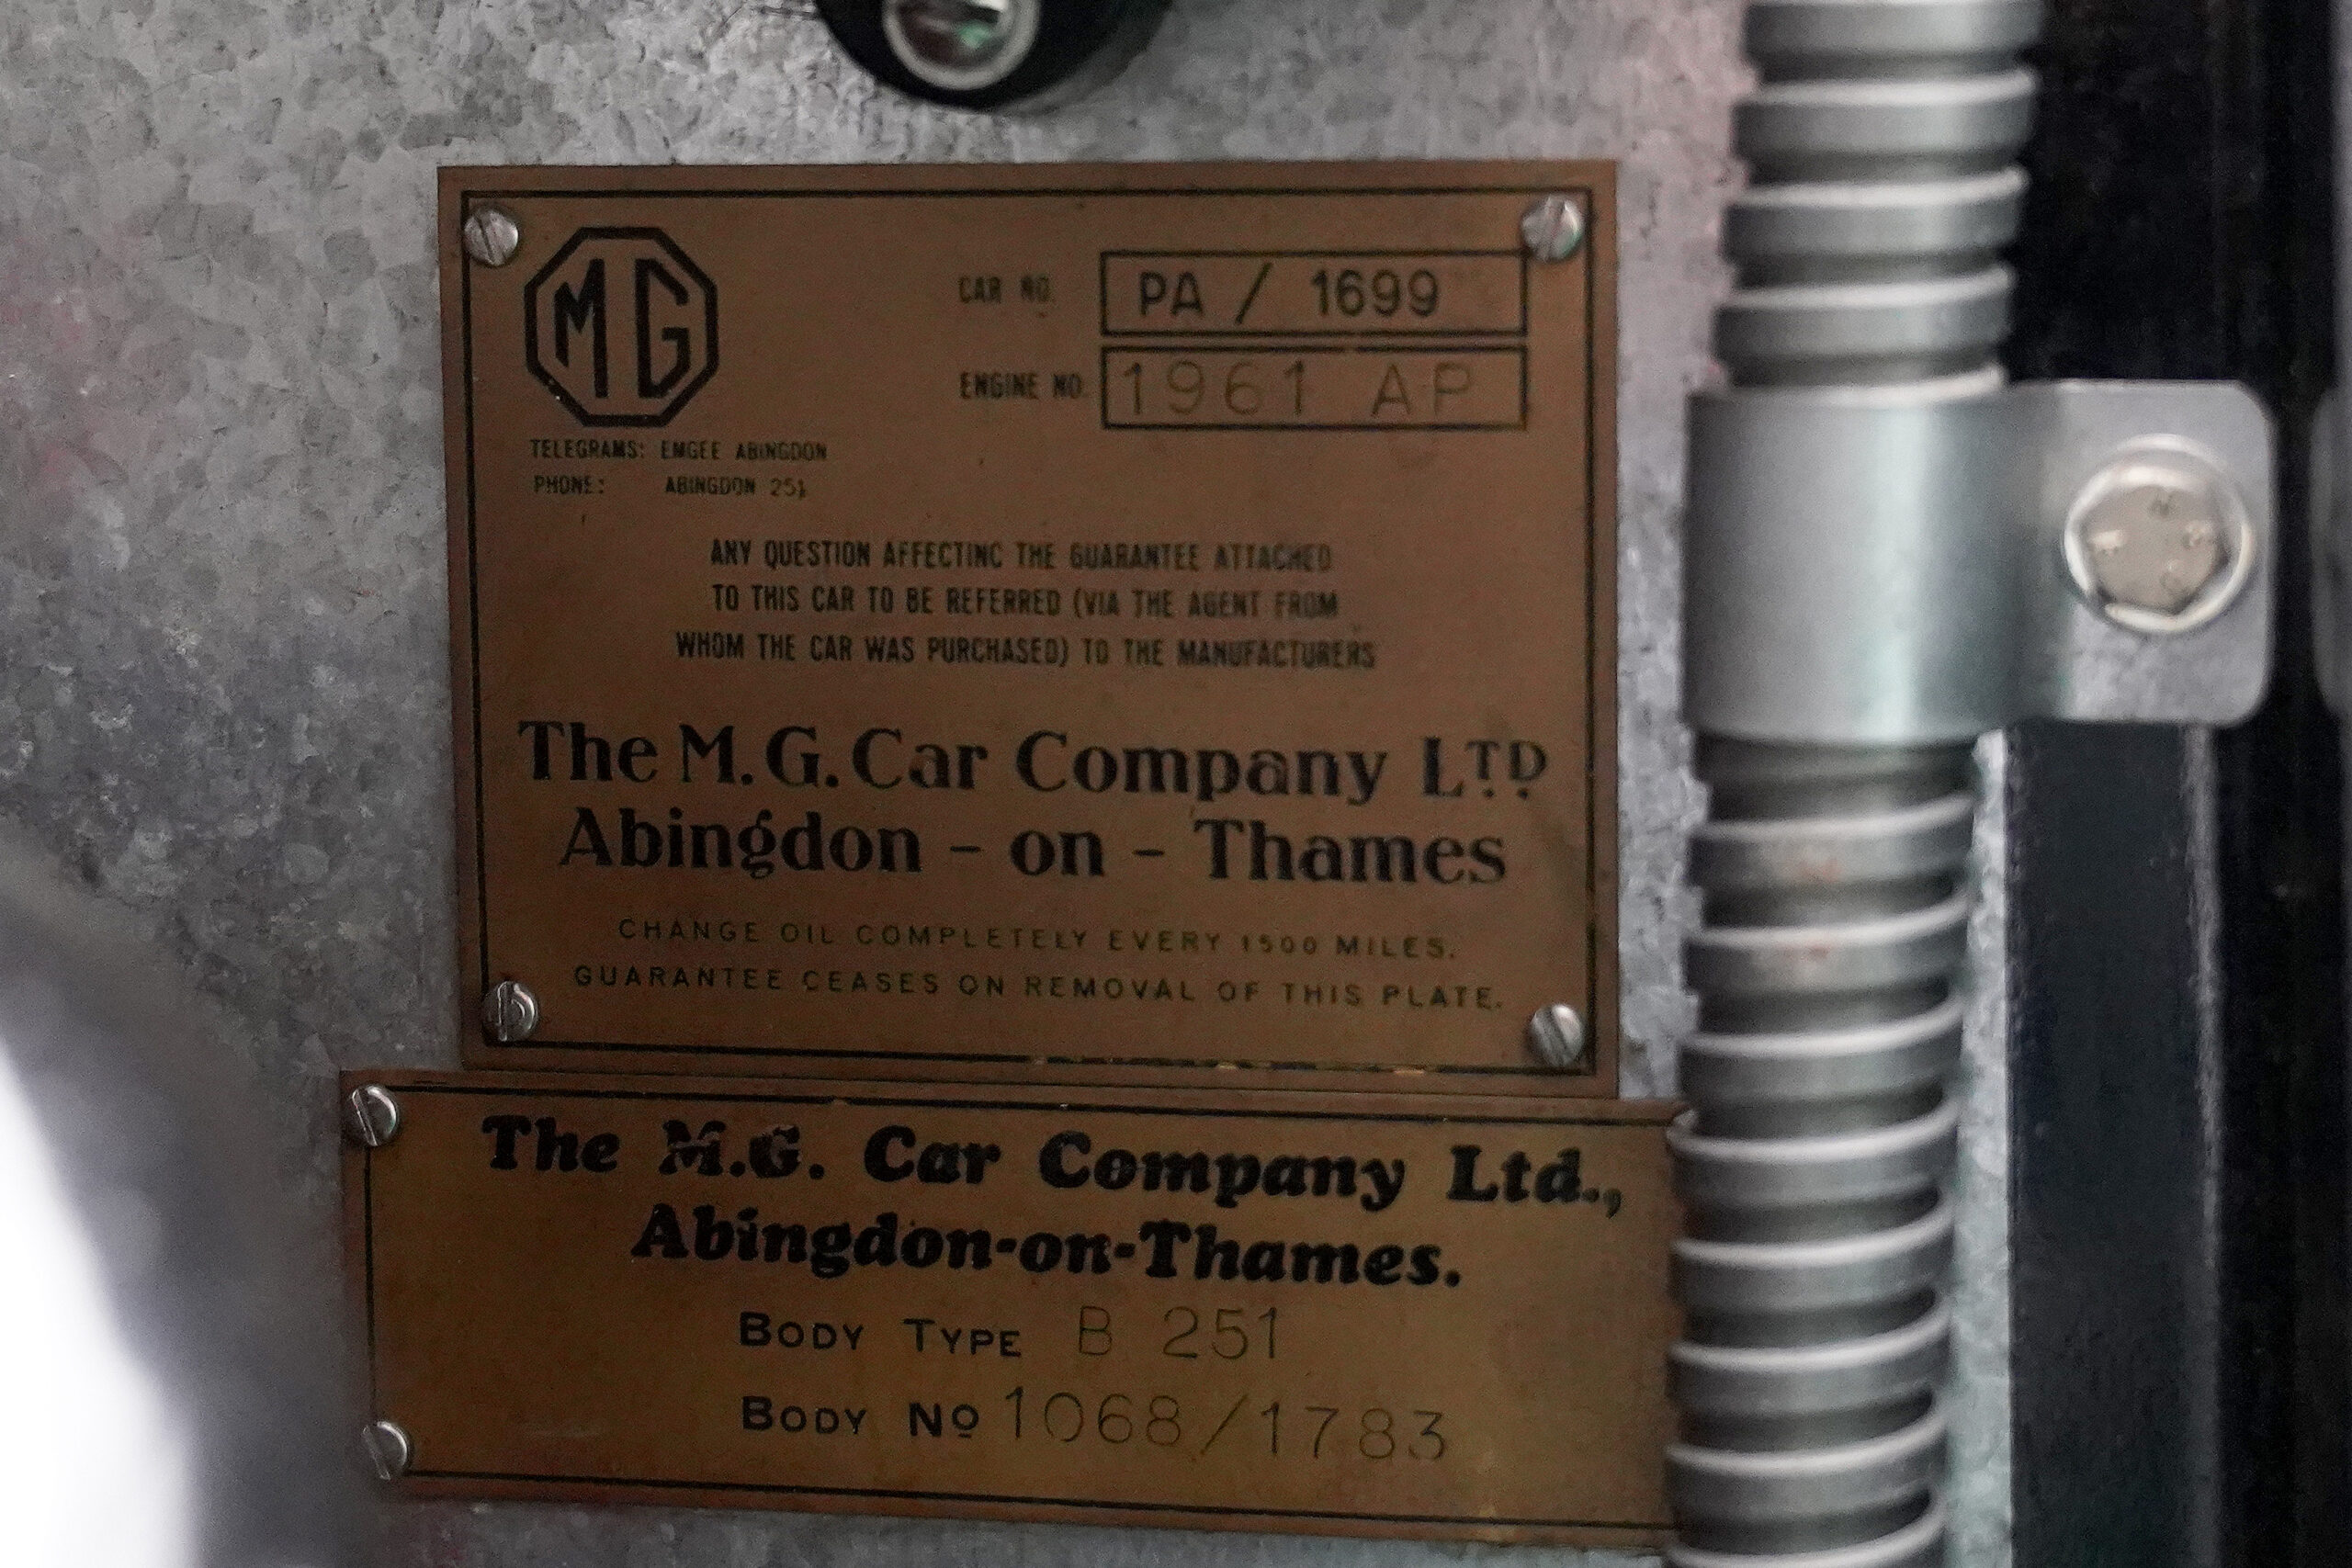 MG
CAR NO. PA / 1699
ENGINE NO. 1961 AP
TELEGRAMS: EMGEE ABINGDON
PHONE: ABINGDON 251
ANY QUESTION AFFECTING THE GUARANTEE ATTACHED
TO THIS CAR TO BE REFERRED (VIA THE AGENT FROM
WHOM THE CAR WAS PURCHASED) TO THE MANUFACTURERS
The M.G. Car Company LTD
Abingdon - on - Thames
CHANGE OIL COMPLETELY EVERY 1500 MILES.
GUARANTEE CEASES ON REMOVAL OF THIS PLATE.
The M.G. Car Company Ltd.,
Abingdon-on-Thames.
BODY TYPE B 251
BODY Nº 1068/1783